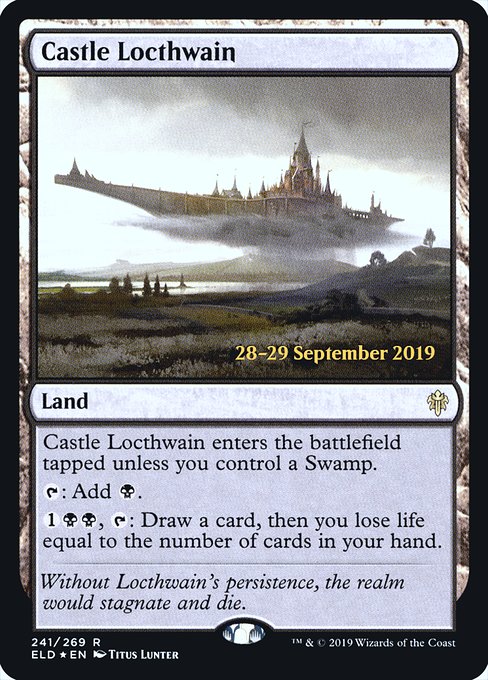 Castle Locthwain
28–29 September 2019
Land
Castle Locthwain enters the battlefield
tapped unless you control a Swamp.
: Add .
1, : Draw a card, then you lose life
equal to the number of cards in your hand.
Without Locthwain's persistence, the realm
would stagnate and die.
241/269 R
ELD ★ EN Titus Lunter
™ & © 2019 Wizards of the Coast